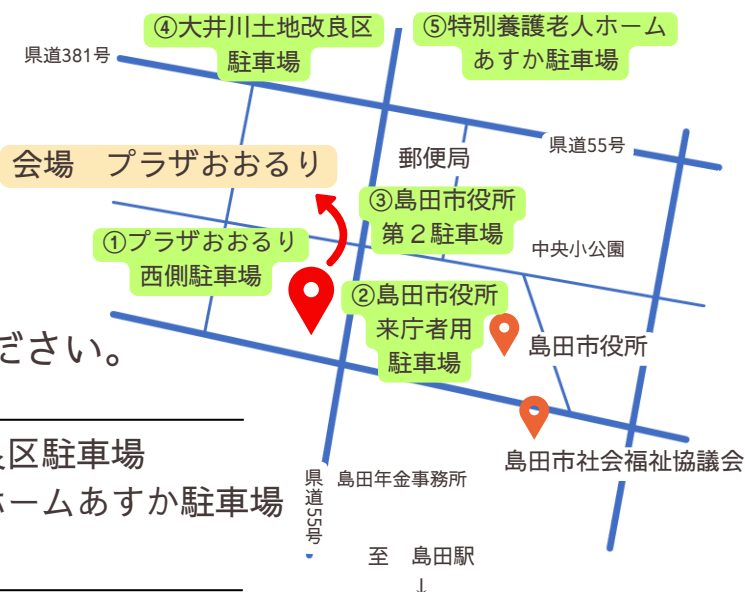 ④大井川土地改良区
駐車場
⑤特別養護老人ホーム
あすか駐車場
県道381号
県道55号
会場　プラザおおるり
郵便局
③島田市役所
第２駐車場
中央小公園
①プラザおおるり
西側駐車場
②島田市役所
来庁者用
駐車場
島田市役所
ださい。
島田市社会福祉協議会
良区駐車場
ホームあすか駐車場
県道55号
島田年金事務所
至　島田駅
↓